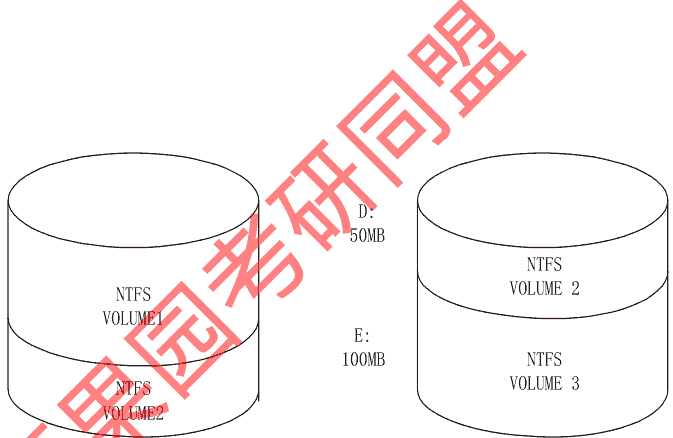 NTFS
VOLUME1
NTFS
VOLUME2
D:
50MB
E:
100MB
NTFS
VOLUME 2
NTFS
VOLUME 3
果园考研同盟